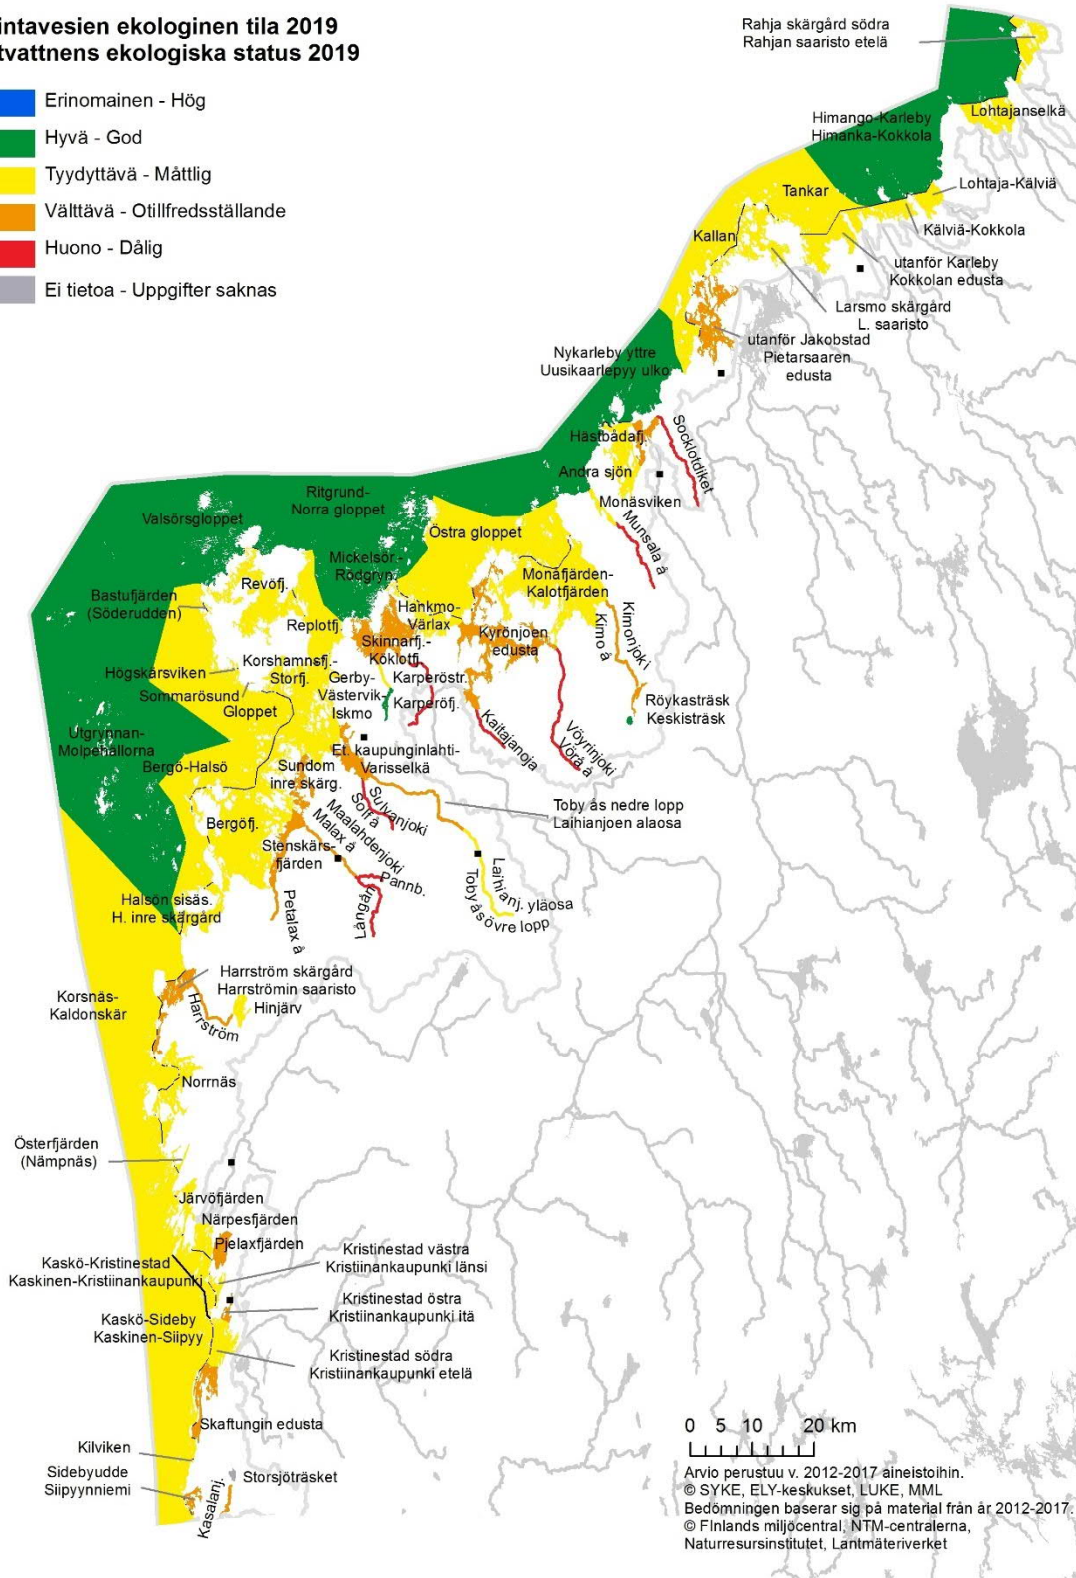 intavesien ekologinen tila 2019
tvattnens ekologiska status 2019
Erinomainen - Hög
Hyvä - God
Tyydyttävä - Måttlig
Välttävä - Otillfredsställande
Huono - Dålig
Ei tietoa - Uppgifter saknas
Rahja skärgård södra
Rahjan saaristo etelä
Himango-Karleby
Himanka-Kokkola
Lohtajanselkä
Tankar
Lohtaja-Kälviä
Kallan
Kälviä-Kokkola
utanför Karleby
Kokkolan edusta
Larsmo skärgård
L. saaristo
utanför Jakobstad
Pietarsaaren
edusta
Nykarleby yttre
Uusikaarlepyy ulko
Hästbådafj.
Socklotdiket
Andra sjön
Monäsviken
Munsala å
Ritgrund-
Norra gloppet
Valsörsgloppet
Östra gloppet
Mickelsör.-
Rödgryn.
Monäfjärden-
Kalotfjärden
Revöfj.
Bastufjärden
(Söderudden)
Hankmo-
Värlax
Replotfj.
Kimo å
Kimonjoki
Skinnarfj.-
Köklotfj.
Kyrönjoen
edusta
Högskärsviken
Korshamnsfj.-
Storfj.
Gerby-
Västervik-
Iskmo
Karperöstr.
Karperöfj.
Sommarösund
Gloppet
Röykasträsk
Keskisträsk
Kaitajanoja
Vöyrinjoki
Vörå å
Utgrynnan-
Molpehällorna
Bergö-Halsö
Et. kaupunginlahti-
Varisselkä
Sundom
inre skärg.
Sulvanjoki
Solf å
Toby ås nedre lopp
Laihianjoen alaosa
Bergöfj.
Maalahdenjoki
Malax å
Stenskärs-
fjärden
Pannb.
Långån
Petalax å
Laihianj. yläosa
Toby ås övre lopp
Halsön sisäs.
H. inre skärgård
Harrström skärgård
Harrströmin saaristo
Hinjärv
Harrström
Korsnäs-
Kaldonskär
Norrnäs
Österfjärden
(Nämpnäs)
Järvöfjärden
Närpesfjärden
Pjelaxfjärden
Kaskö-Kristinestad
Kaskinen-Kristiinankaupunki
Kristinestad västra
Kristiinankaupunki länsi
Kristinestad östra
Kristiinankaupunki itä
Kaskö-Sideby
Kaskinen-Siipyy
Kristinestad södra
Kristiinankaupunki etelä
Skaftungin edusta
Kilviken
Sidebyudde
Siipyynniemi
Storsjöträsket
Kasalanj.
0 5 10 20 km
Arvio perustuu v. 2012-2017 aineistoihin.
© SYKE, ELY-keskukset, LUKE, MML
Bedömningen baserar sig på material från år 2012-2017.
© FInlands miljöcentral, NTM-centralerna,
Naturresursinstitutet, Lantmäteriverket